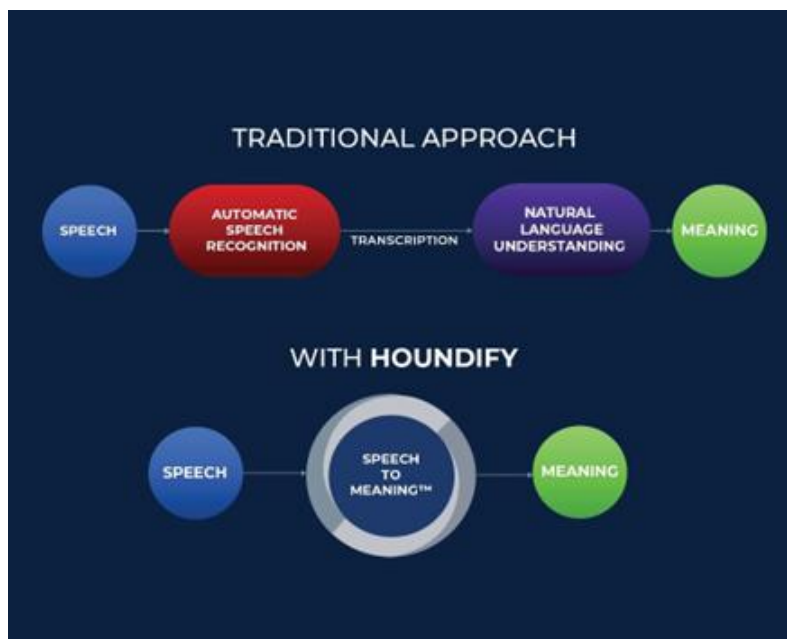 TRADITIONAL APPROACH
SPEECH
AUTOMATIC
SPEECH
RECOGNITION
TRANSCRIPTION
NATURAL
LANGUAGE
UNDERSTANDING
MEANING
WITH HOUNDIFY
SPEECH
SPEECH
TO
MEANING™
MEANING